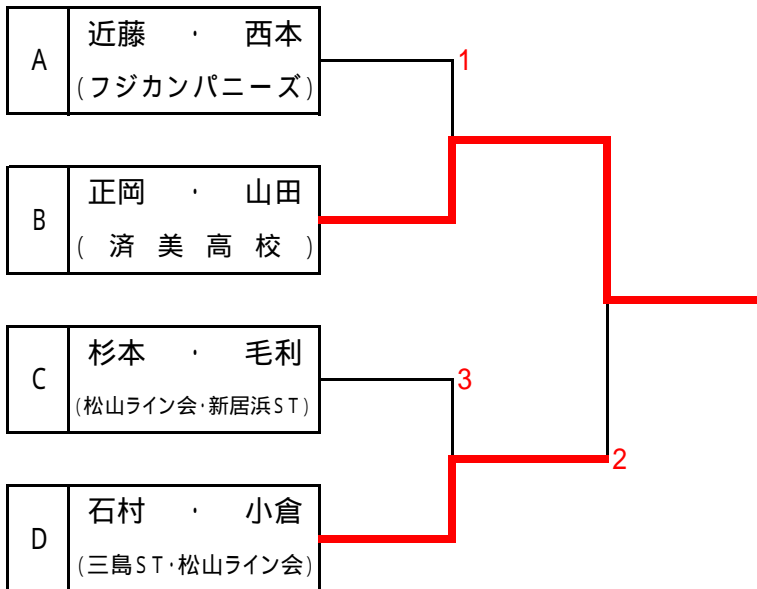 A
近藤 ・ 西本
(フジカンパニーズ)
1
B
正岡 ・ 山田
( 済 美 高 校 )
C
杉本 ・ 毛利
(松山ライン会・新居浜ST)
3
2
D
石村 ・ 小倉
(三島ST・松山ライン会)